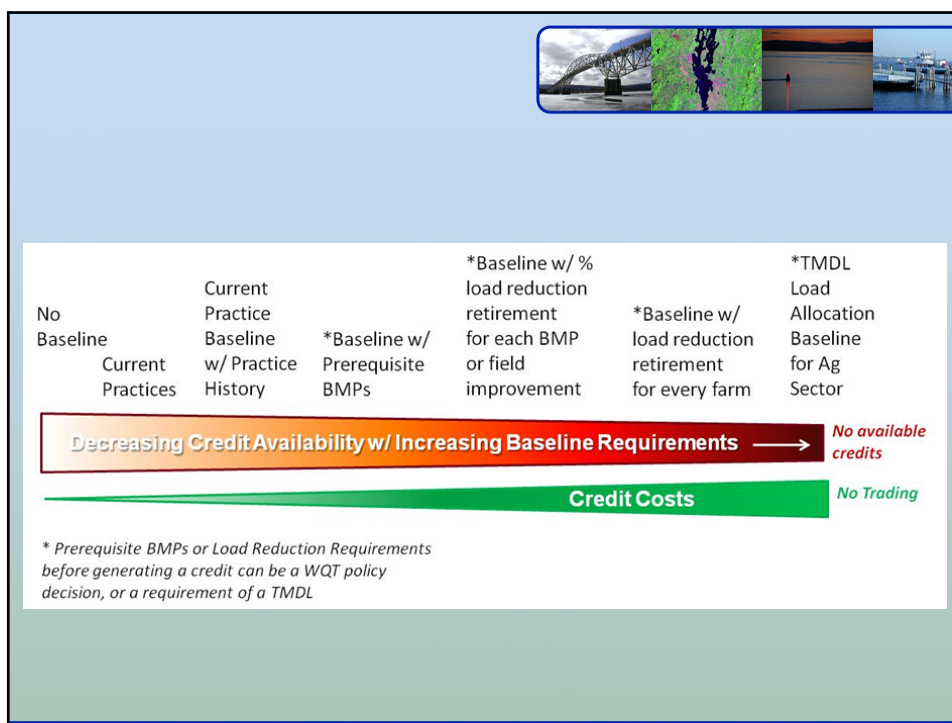 No
Baseline
Current
Practices
Current
Practice
Baseline
w/ Practice
History
*Baseline w/
Prerequisite
BMPs
*Baseline w/ %
load reduction
retirement
for each BMP
or field
improvement
*Baseline w/
load reduction
retirement
for every farm
*TMDL
Load
Allocation
Baseline
for Ag
Sector
Decreasing Credit Availability w/ Increasing Baseline Requirements
No available
credits
Credit Costs
No Trading
* Prerequisite BMPs or Load Reduction Requirements
before generating a credit can be a WQT policy
decision, or a requirement of a TMDL